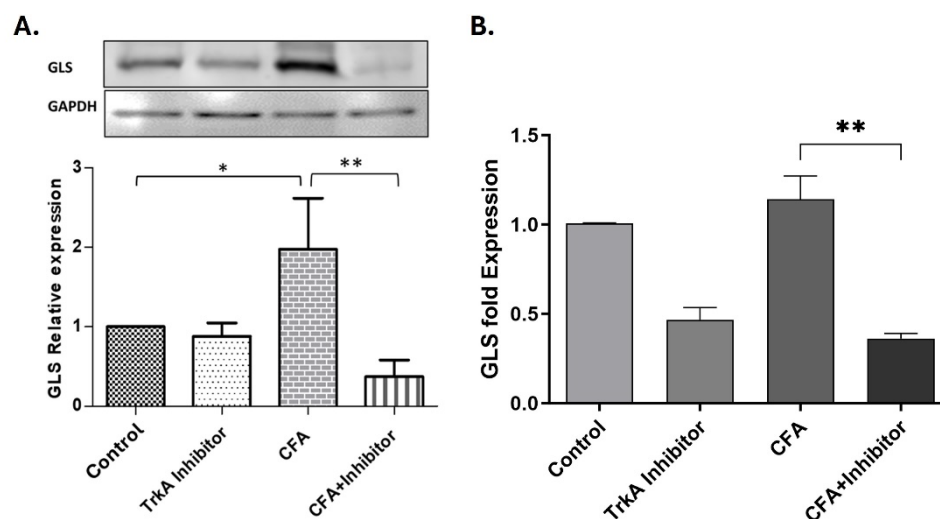 A.
GLS
GAPDH
GLS Relative expression
3
2
1
0
*
**
Control
TrkA Inhibitor
CFA
CFA+Inhibitor
B.
GLS fold Expression
1.5
1.0
0.5
0.0
**
Control
TrkA Inhibitor
CFA
CFA+Inhibitor